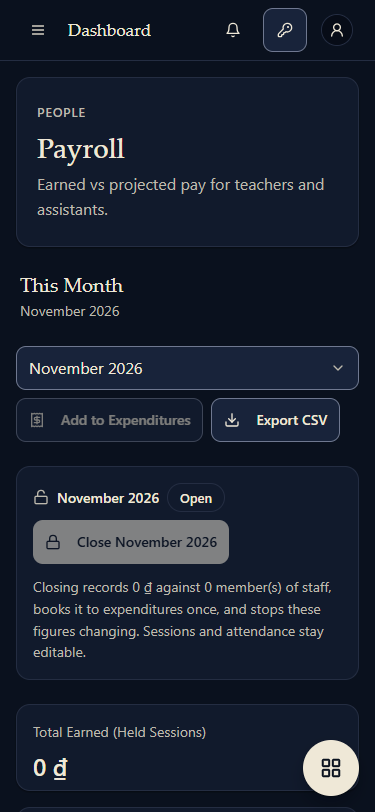 Dashboard
PEOPLE
Payroll
Earned vs projected pay for teachers and
assistants.
This Month
November 2026
November 2026
Add to Expenditures
Export CSV
November 2026
Open
Close November 2026
Closing records 0 ₫ against 0 member(s) of staff,
books it to expenditures once, and stops these
figures changing. Sessions and attendance stay
editable.
Total Earned (Held Sessions)
0 ₫